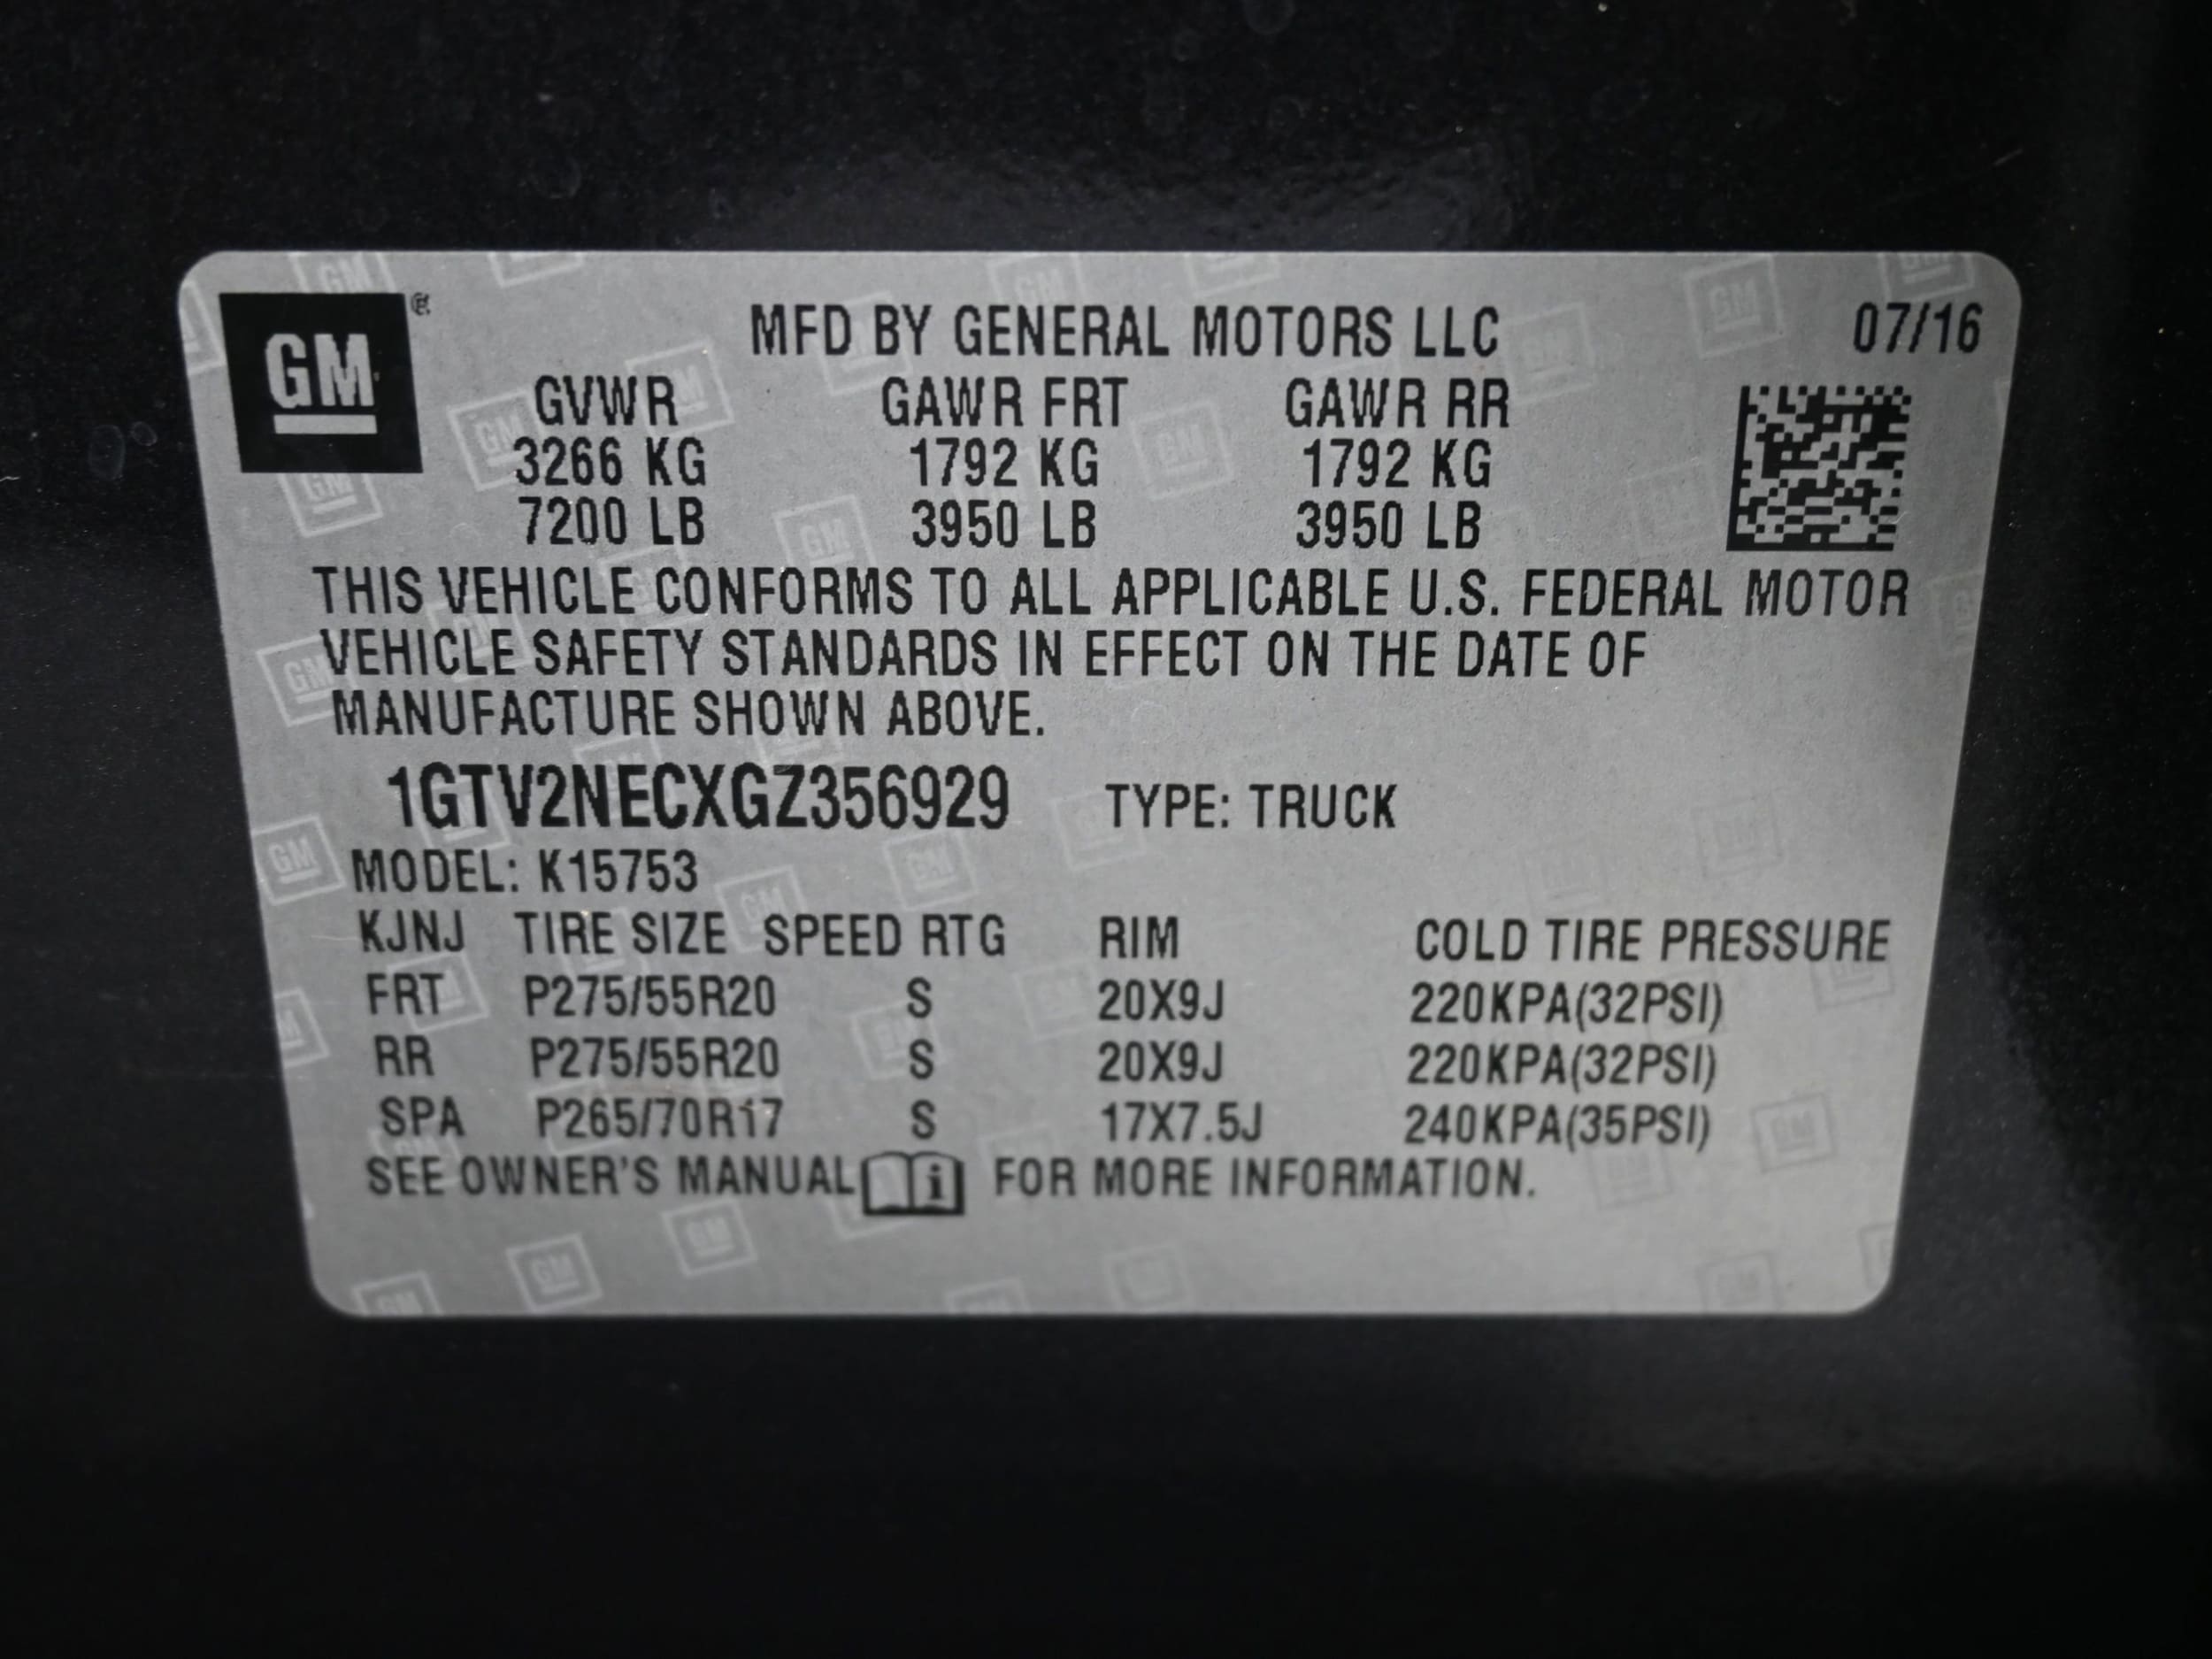 GM ®
MFD BY GENERAL MOTORS LLC 07/16
GVWR GAWR FRT GAWR RR
3266 KG 1792 KG 1792 KG
7200 LB 3950 LB 3950 LB
THIS VEHICLE CONFORMS TO ALL APPLICABLE U.S. FEDERAL MOTOR
VEHICLE SAFETY STANDARDS IN EFFECT ON THE DATE OF
MANUFACTURE SHOWN ABOVE.
1GTV2NECXGZ356929 TYPE: TRUCK
MODEL: K15753
KJNJ TIRE SIZE SPEED RTG RIM COLD TIRE PRESSURE
FRT P275/55R20 S 20X9J 220KPA(32PSI)
RR P275/55R20 S 20X9J 220KPA(32PSI)
SPA P265/70R17 S 17X7.5J 240KPA(35PSI)
SEE OWNER'S MANUAL i FOR MORE INFORMATION.